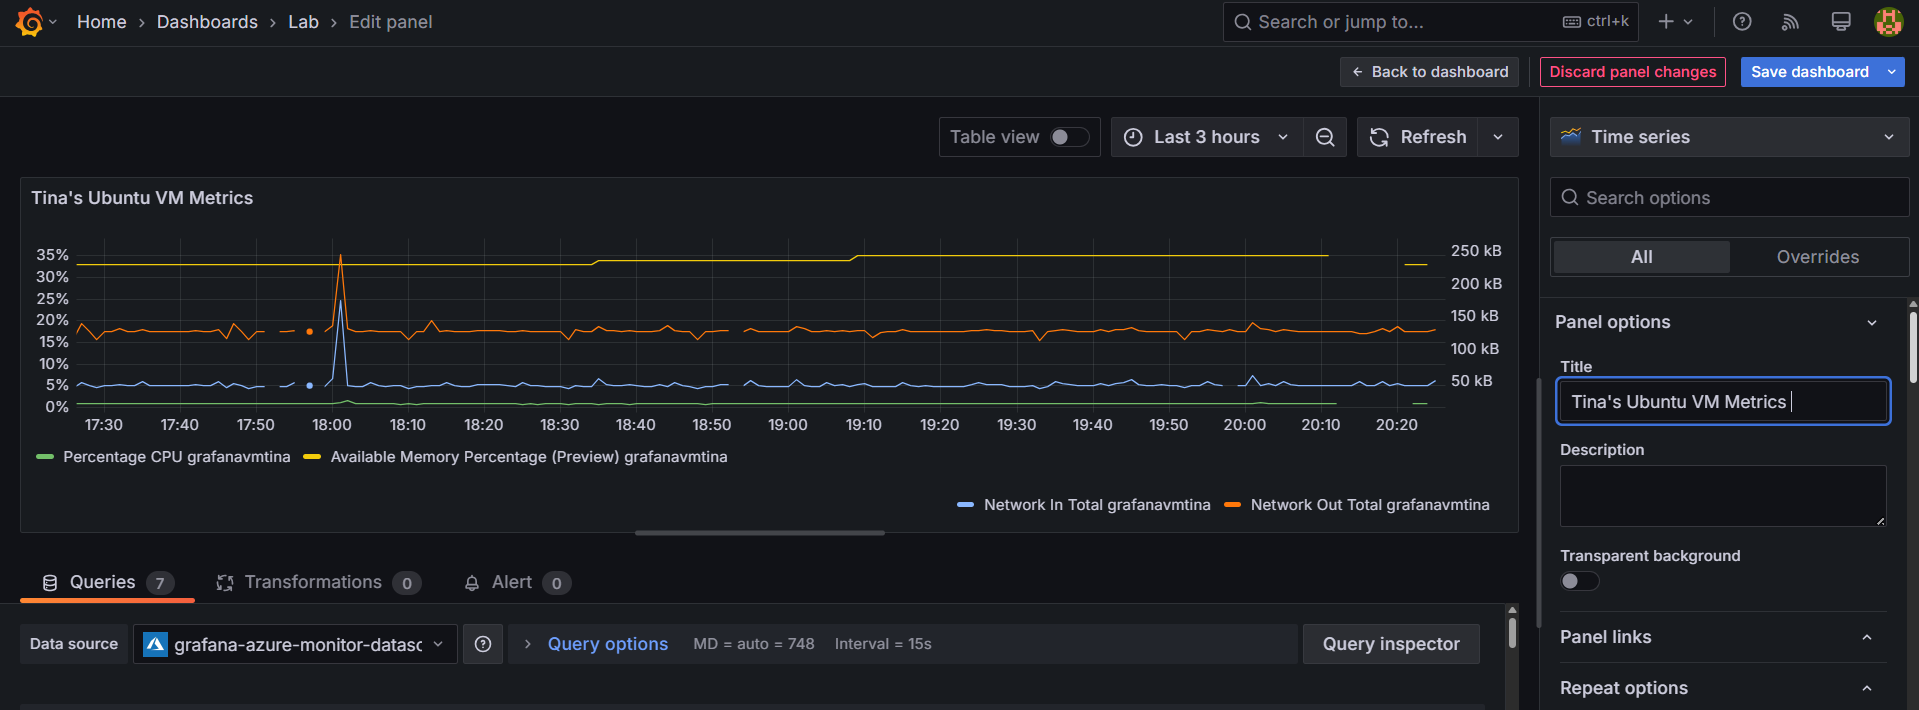 Home › Dashboards › Lab › Edit panel
Search or jump to... ctrl+k
Back to dashboard
Discard panel changes
Save dashboard
Table view
Last 3 hours
Refresh
Time series
Tina's Ubuntu VM Metrics
Search options
All
Overrides
35%
30%
25%
20%
15%
10%
5%
0%
250 kB
200 kB
150 kB
100 kB
50 kB
17:30 17:40 17:50 18:00 18:10 18:20 18:30 18:40 18:50 19:00 19:10 19:20 19:30 19:40 19:50 20:00 20:10 20:20
Percentage CPU grafanavmtina Available Memory Percentage (Preview) grafanavmtina
Network In Total grafanavmtina Network Out Total grafanavmtina
Panel options
Title
Tina's Ubuntu VM Metrics
Description
Transparent background
Panel links
Repeat options
Queries 7
Transformations 0
Alert 0
Data source
grafana-azure-monitor-datasc
Query options
MD = auto = 748
Interval = 15s
Query inspector